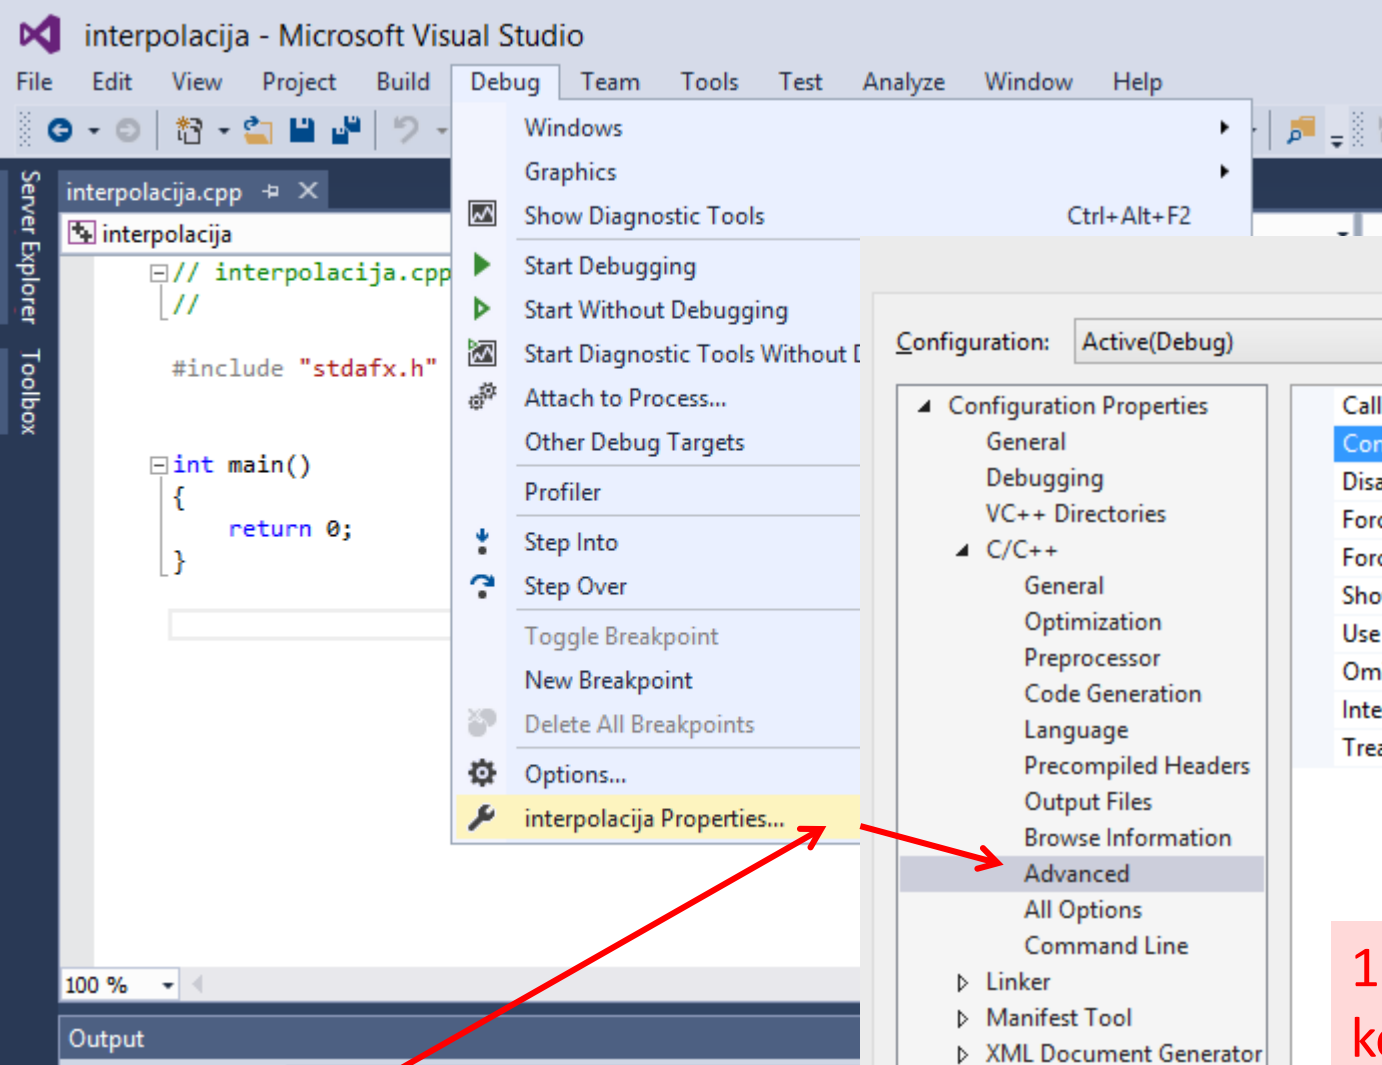 interpolacija - Microsoft Visual Studio
File Edit View Project Build Debug Team Tools Test Analyze Window Help
Server Explorer
Toolbox
interpolacija.cpp
interpolacija
// interpolacija.cpp
//
#include "stdafx.h"
int main()
{
return 0;
}
100 %
Output
Windows
Graphics
Show Diagnostic Tools Ctrl+Alt+F2
Start Debugging
Start Without Debugging
Start Diagnostic Tools Without
Attach to Process...
Other Debug Targets
Profiler
Step Into
Step Over
Toggle Breakpoint
New Breakpoint
Delete All Breakpoints
Options...
interpolacija Properties...
Configuration: Active(Debug)
Configuration Properties
General
Debugging
VC++ Directories
C/C++
General
Optimization
Preprocessor
Code Generation
Language
Precompiled Headers
Output Files
Browse Information
Advanced
All Options
Command Line
Linker
Manifest Tool
XML Document Generator
Call
Use
1